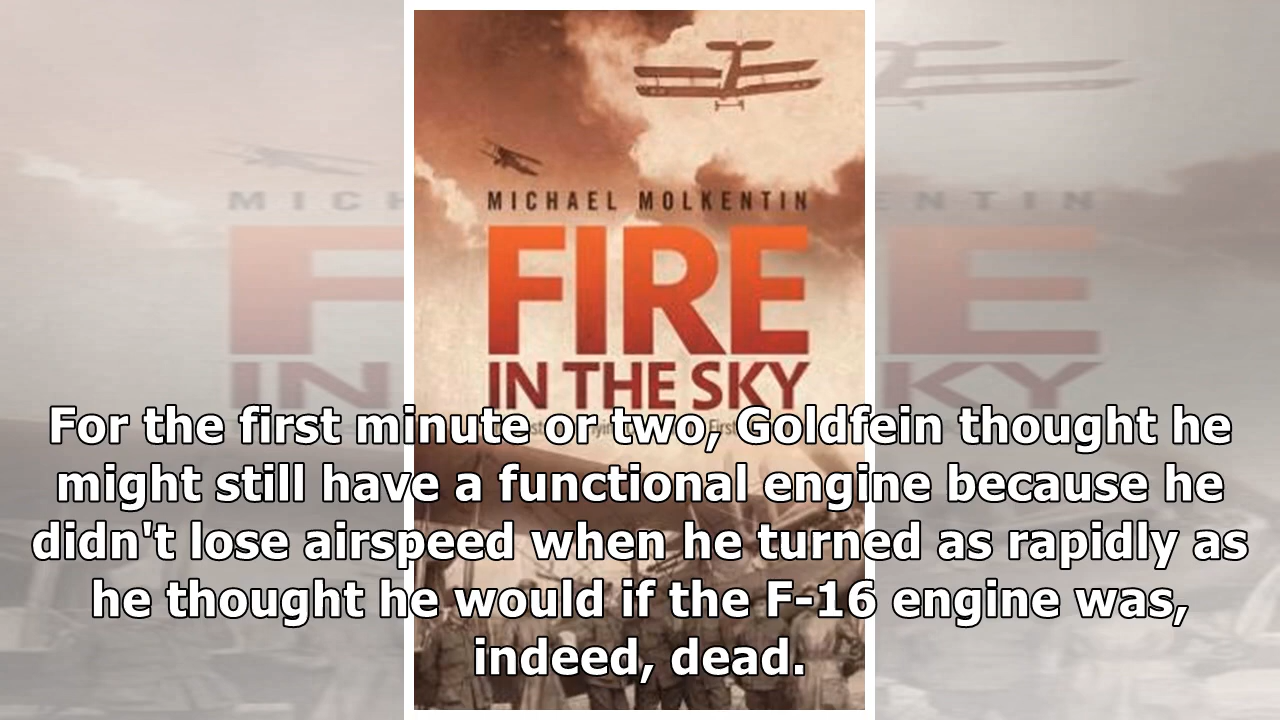 MICHAEL MOLKENTIN
FIRE
IN THE SKY
For the first minute or two, Goldfein thought he
might still have a functional engine because he
didn't lose airspeed when he turned as rapidly as
he thought he would if the F-16 engine was,
indeed, dead.